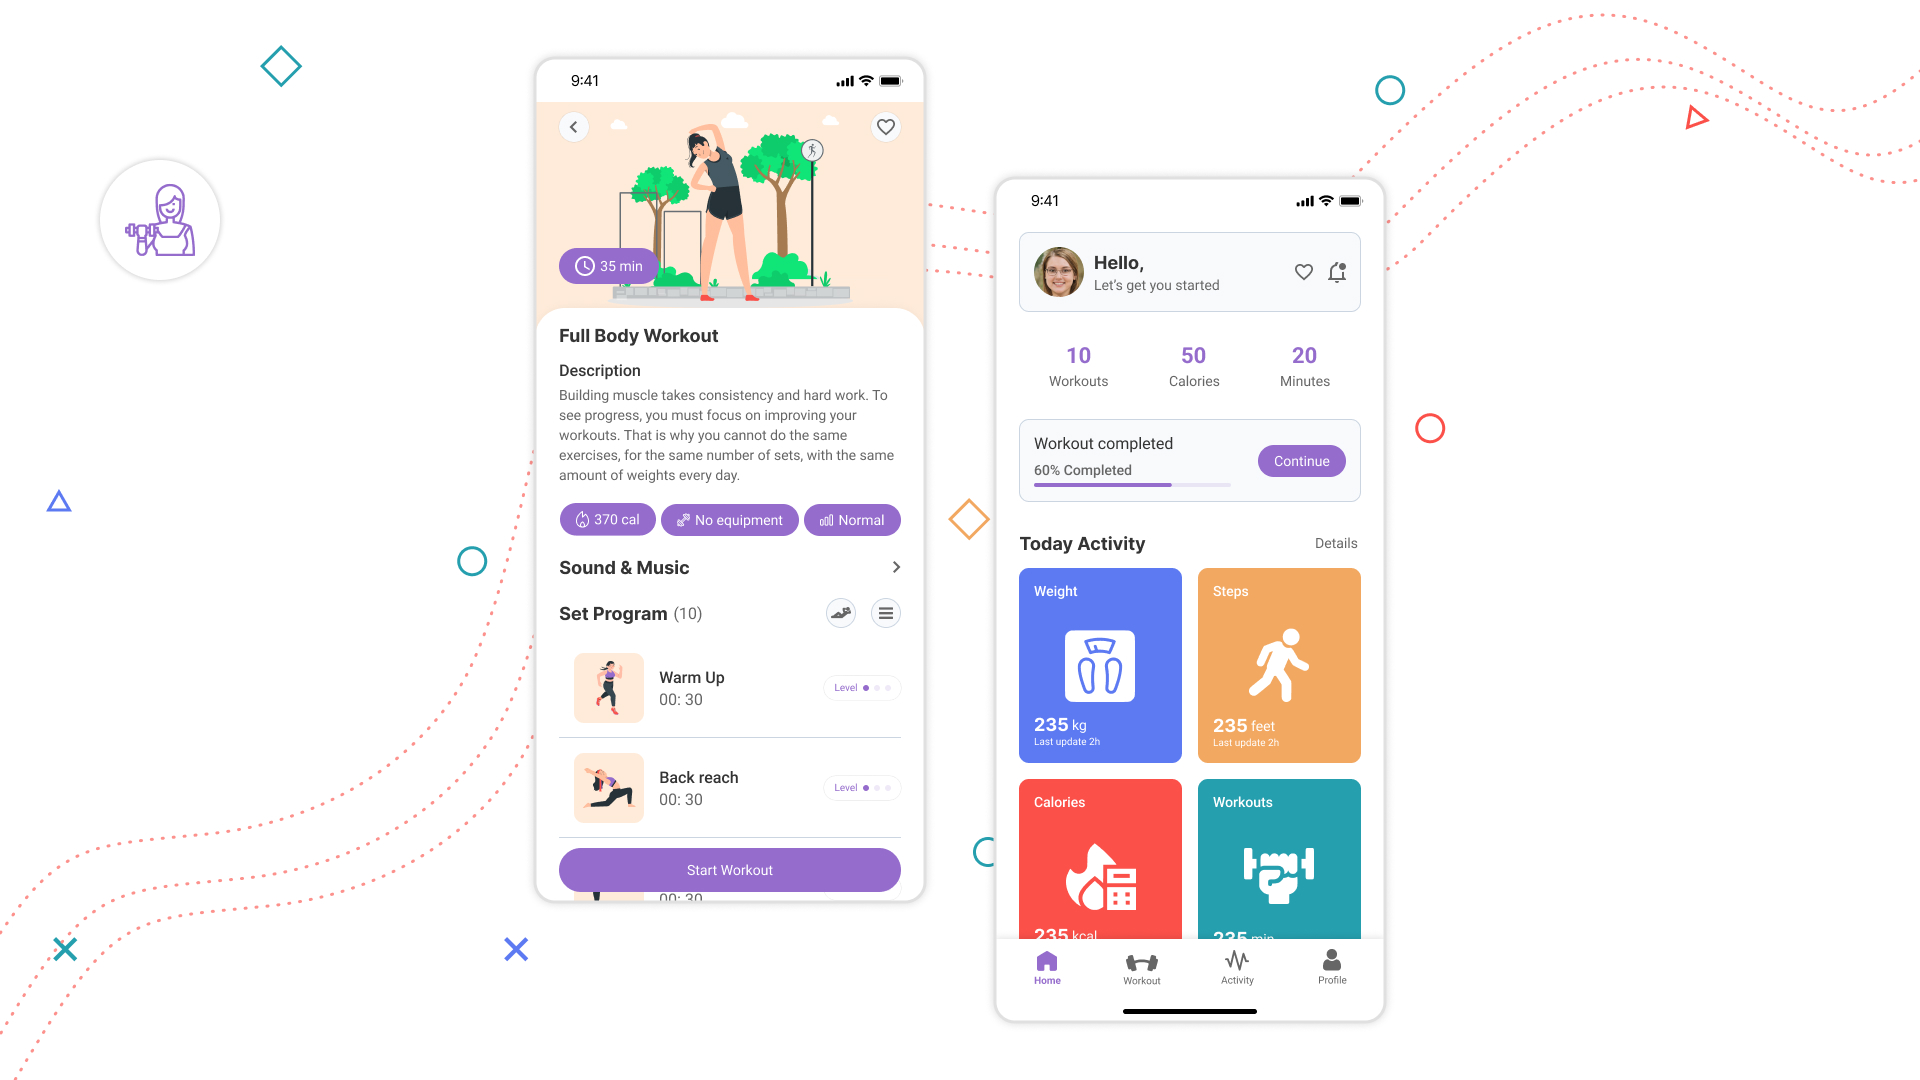 9:41
35 min
Full Body Workout
Description
Building muscle takes consistency and hard work. To
see progress, you must focus on improving your
workouts. That is why you cannot do the same
exercises, for the same number of sets, with the same
amount of weights every day.
370 cal
No equipment
Normal
Sound & Music
Set Program (10)
Warm Up
00: 30
Level
Back reach
00: 30
Level
Start Workout
00: 30
9:41
Hello,
Let's get you started
10
Workouts
50
Calories
20
Minutes
Workout completed
60% Completed
Continue
Today Activity
Details
Weight
235 kg
Last update 2h
Steps
235 feet
Last update 2h
Calories
235 kcal
Workouts
235 min
Home
Workout
Activity
Profile